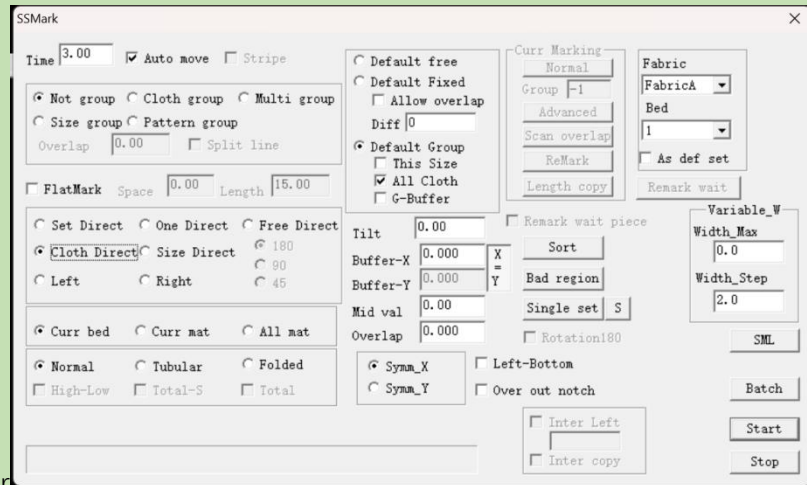 SSMark
Time 3.00 Auto move Stripe
Not group Cloth group Multi group
Size group Pattern group
Overlap 0.00 Split line
FlatMark Space 0.00 Length 15.00
Set Direct One Direct Free Direct
Cloth Direct Size Direct 180
90
Left Right 45
Curr bed Curr mat All mat
Normal Tubular Folded
High-Low Total-S Total
Default free
Default Fixed
Allow overlap
Diff 0
Default Group
This Size
All Cloth
G-Buffer
Tilt 0.00
Buffer-X 0.000
Buffer-Y 0.000
X
=
Y
Mid val 0.00
Overlap 0.000
Symm_X
Symm_Y
Curr Marking
Normal
Group -1
Advanced
Scan overlap
ReMark
Length copy
Remark wait piece
Sort
Bad region
Single set S
Rotation180
Left-Bottom
Over out notch
Inter Left
Inter copy
Fabric
FabricA
Bed
1
As def set
Remark wait
Variable_W
Width_Max
0.0
Width_Step
2.0
SML
Batch
Start
Stop
r